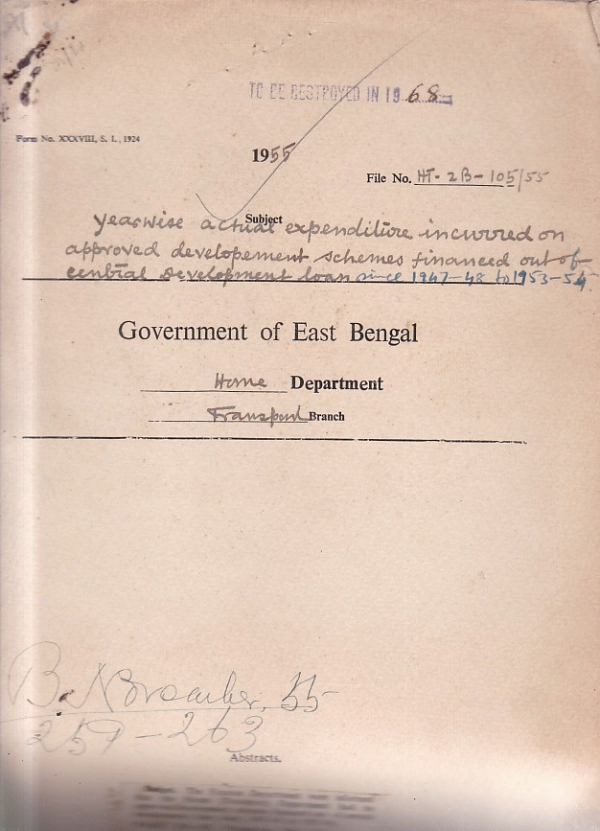 TO BE DESTROYED IN 1968
Form No. XXXVIII, S. I., 1924
1955
File No. HT-2B-105/55
Subject
yearwise actual expenditure incurred on
approved developement schemes financed out of
central development loan since 1947-48 to 1953-54.
Government of East Bengal
Home Department
Transport Branch
B. November, 55
259-263
Abstracts.